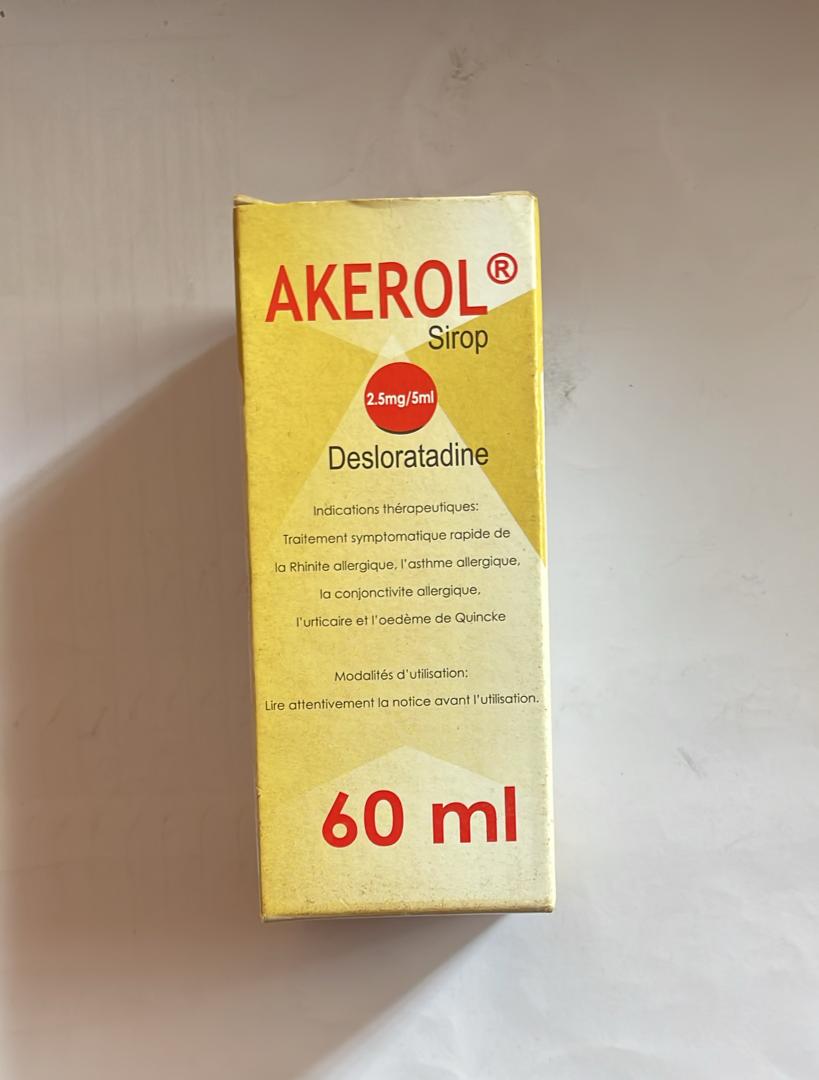 AKEROL®
Sirop
2.5mg/5ml
Desloratadine
Indications thérapeutiques:
Traitement symptomatique rapide de
la Rhinite allergique, l'asthme allergique,
la conjonctivite allergique,
l'urticaire et l'oedème de Quincke
Modalités d'utilisation:
Lire attentivement la notice avant l'utilisation.
60 ml